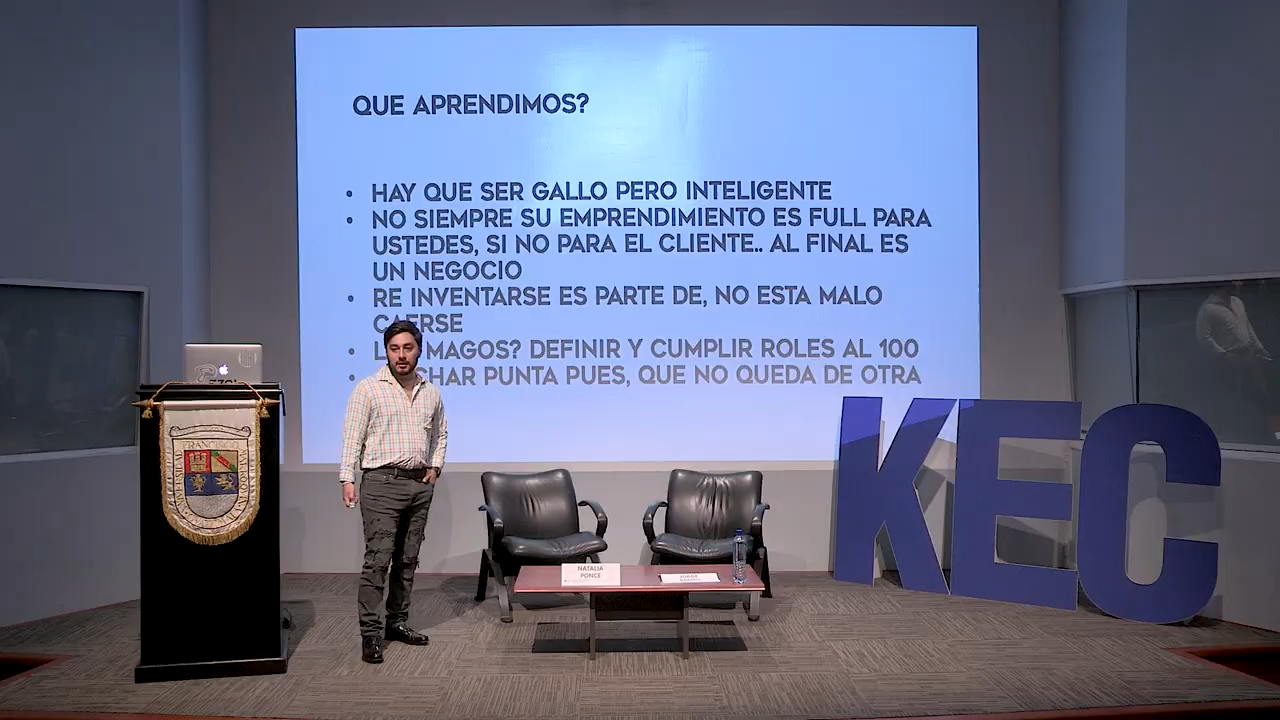 QUE APRENDIMOS?
• HAY QUE SER GALLO PERO INTELIGENTE
• NO SIEMPRE SU EMPRENDIMIENTO ES FULL PARA
USTEDES, SI NO PARA EL CLIENTE.. AL FINAL ES
UN NEGOCIO
• RE INVENTARSE ES PARTE DE, NO ESTA MALO
CAERSE
• MAGOS? DEFINIR Y CUMPLIR ROLES AL 100
• PUNTA PUES, QUE NO QUEDA DE OTRA
KEC
FRANCISCO
NATALIA
PONCE
JORGE